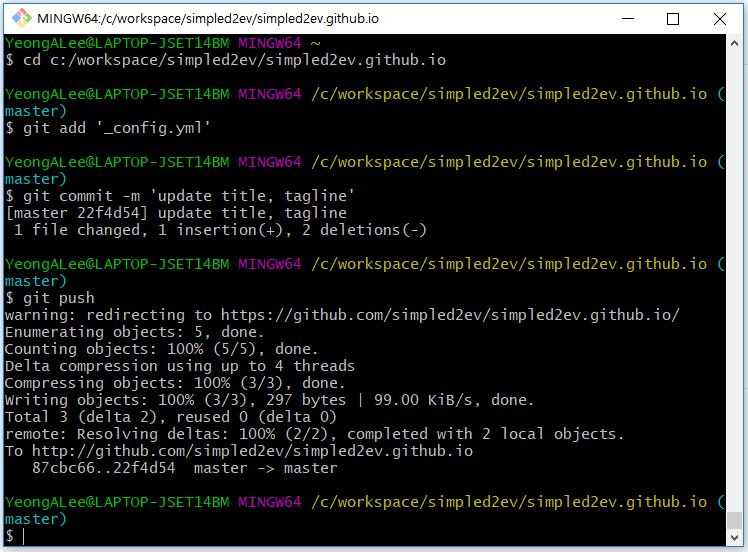 MINGW64:/c/workspace/simpled2ev/simpled2ev.github.io
YeongALee@LAPTOP-JSET14BM MINGW64 ~
$ cd c:/workspace/simpled2ev/simpled2ev.github.io
YeongALee@LAPTOP-JSET14BM MINGW64 /c/workspace/simpled2ev/simpled2ev.github.io (
master)
$ git add '_config.yml'
YeongALee@LAPTOP-JSET14BM MINGW64 /c/workspace/simpled2ev/simpled2ev.github.io (
master)
$ git commit -m 'update title, tagline'
[master 22f4d54] update title, tagline
 1 file changed, 1 insertion(+), 2 deletions(-)
YeongALee@LAPTOP-JSET14BM MINGW64 /c/workspace/simpled2ev/simpled2ev.github.io (
master)
$ git push
warning: redirecting to https://github.com/simpled2ev/simpled2ev.github.io/
Enumerating objects: 5, done.
Counting objects: 100% (5/5), done.
Delta compression using up to 4 threads
Compressing objects: 100% (3/3), done.
Writing objects: 100% (3/3), 297 bytes | 99.00 KiB/s, done.
Total 3 (delta 2), reused 0 (delta 0)
remote: Resolving deltas: 100% (2/2), completed with 2 local objects.
To http://github.com/simpled2ev/simpled2ev.github.io
   87cbc66..22f4d54  master -> master
YeongALee@LAPTOP-JSET14BM MINGW64 /c/workspace/simpled2ev/simpled2ev.github.io (
master)
$